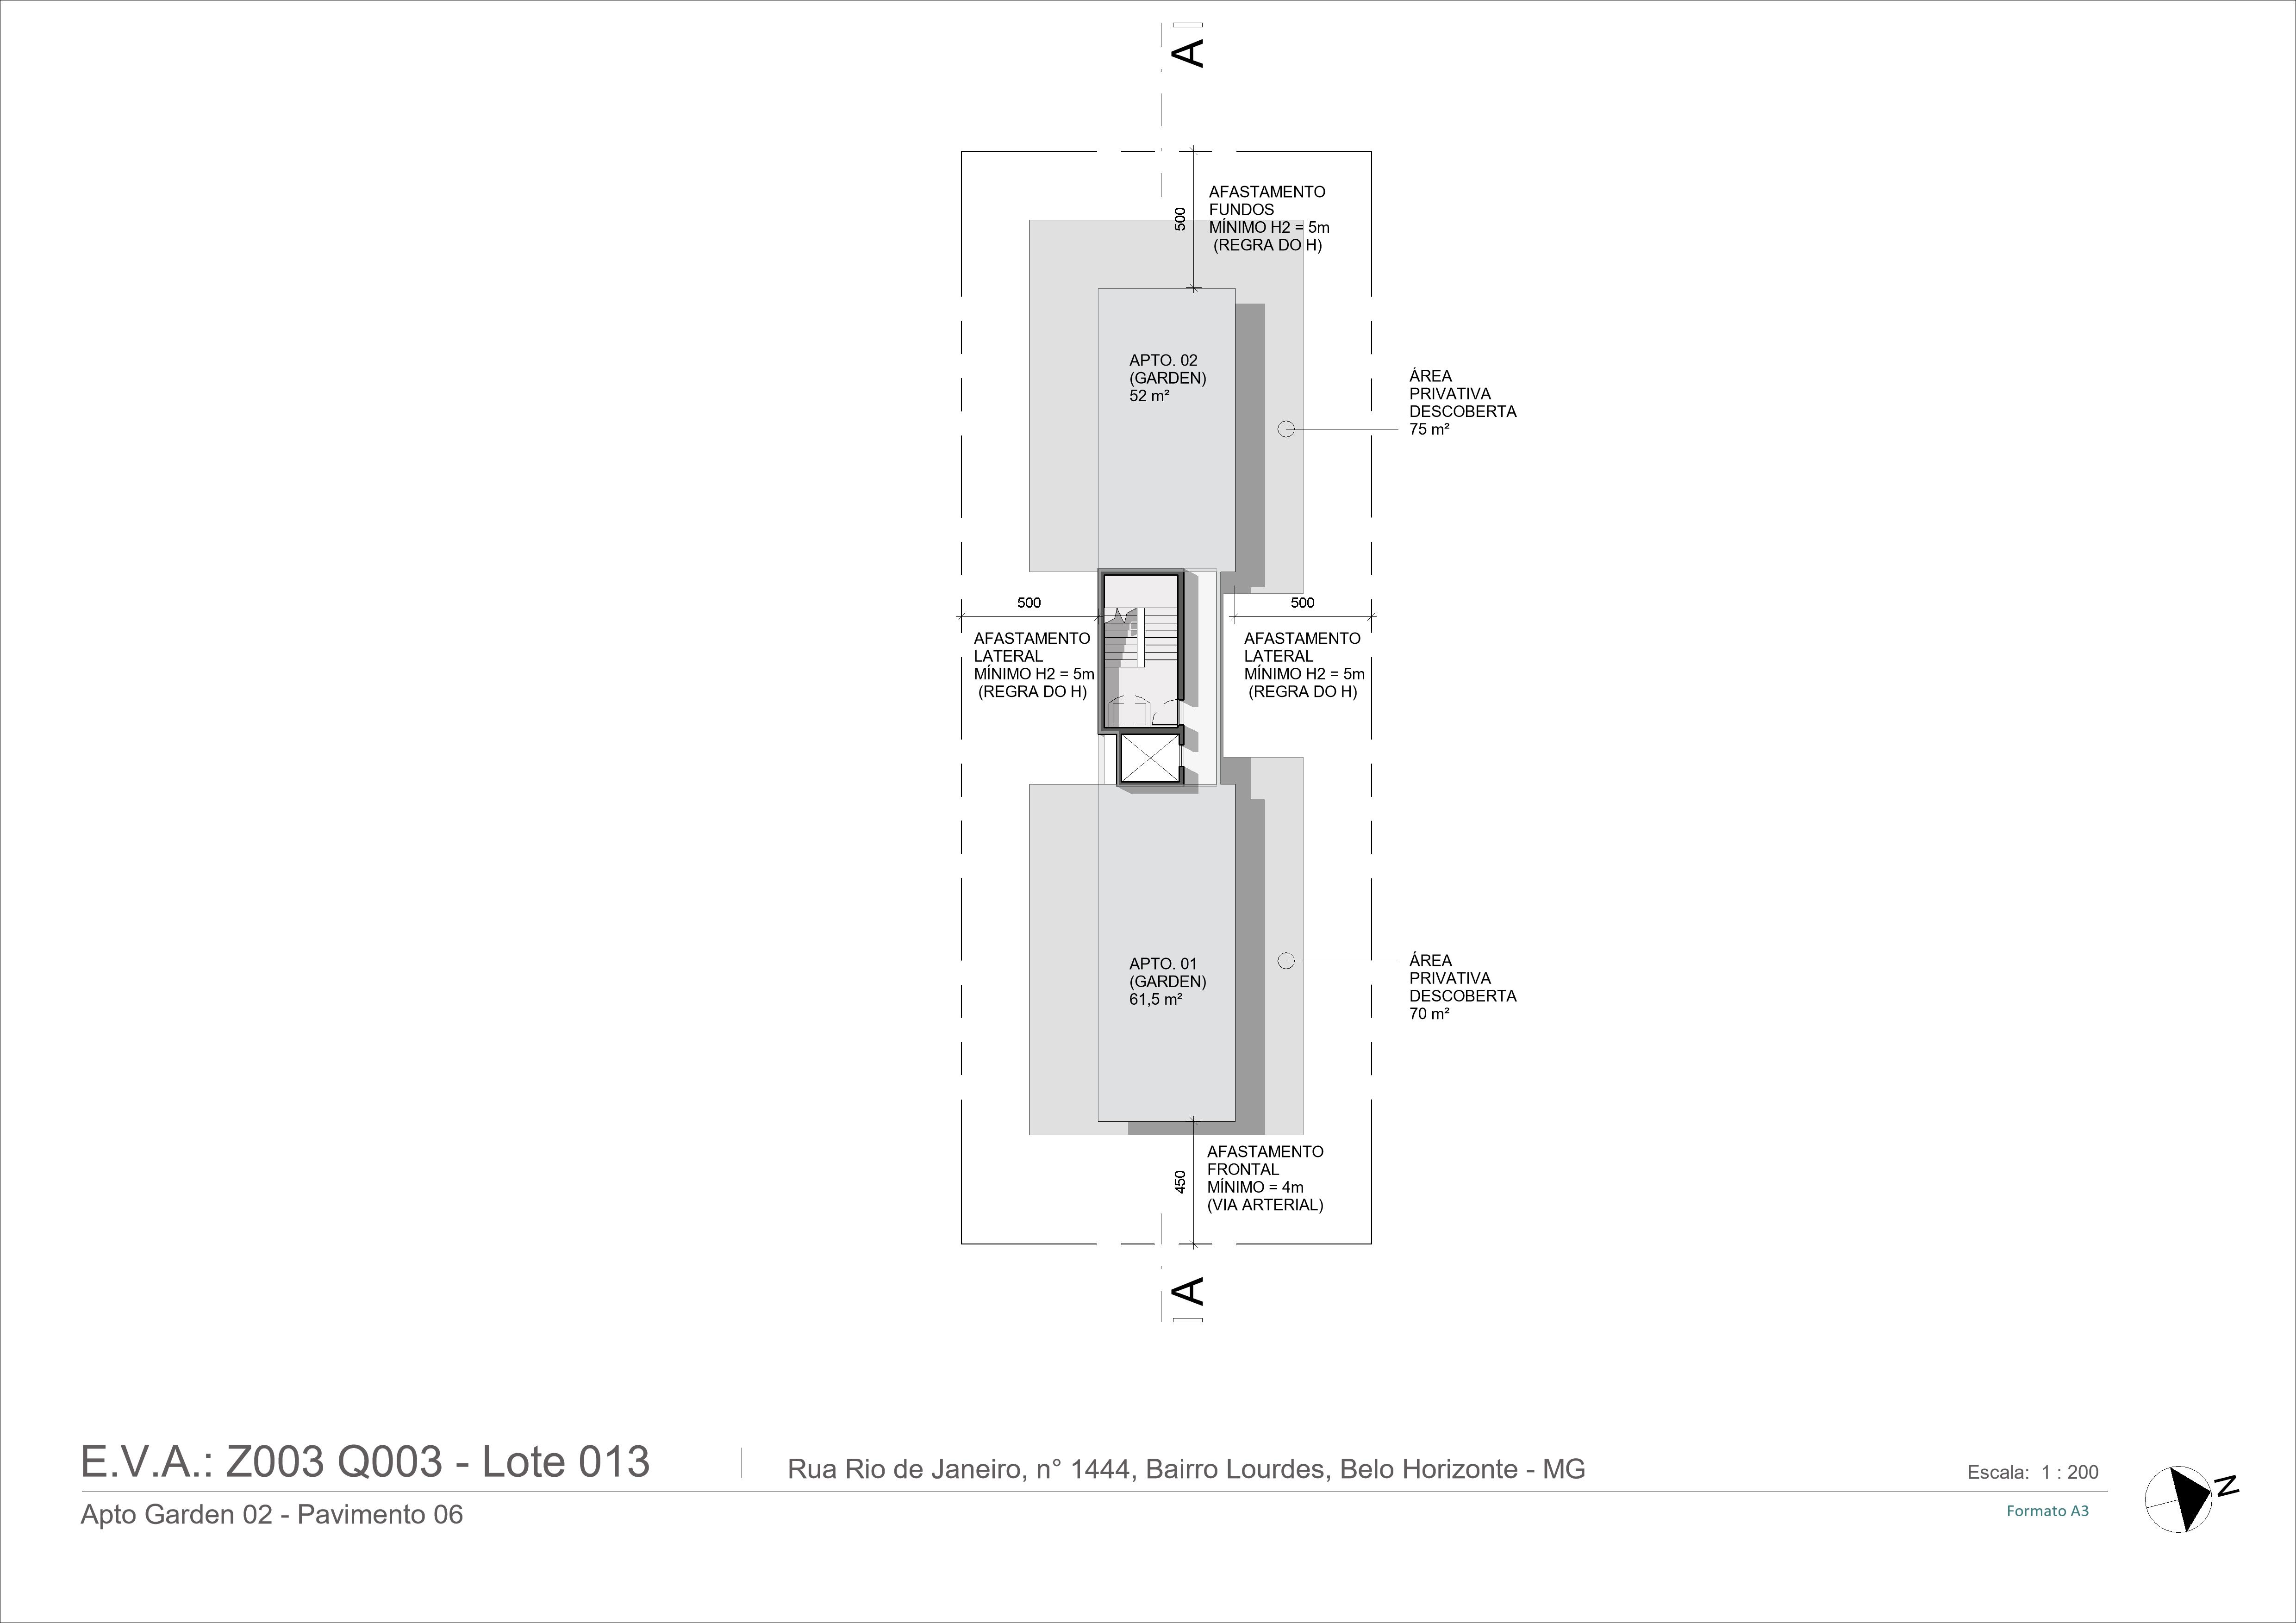 A
500
AFASTAMENTO
FUNDOS
MÍNIMO H2 = 5m
(REGRA DO H)
APTO. 02
(GARDEN)
52 m²
ÁREA
PRIVATIVA
DESCOBERTA
75 m²
500
AFASTAMENTO
LATERAL
MÍNIMO H2 = 5m
(REGRA DO H)
500
AFASTAMENTO
LATERAL
MÍNIMO H2 = 5m
(REGRA DO H)
APTO. 01
(GARDEN)
61,5 m²
ÁREA
PRIVATIVA
DESCOBERTA
70 m²
450
AFASTAMENTO
FRONTAL
MÍNIMO = 4m
(VIA ARTERIAL)
A
E.V.A.: Z003 Q003 - Lote 013
Rua Rio de Janeiro, n° 1444, Bairro Lourdes, Belo Horizonte - MG
Escala: 1 : 200
Apto Garden 02 - Pavimento 06
Formato A3
N